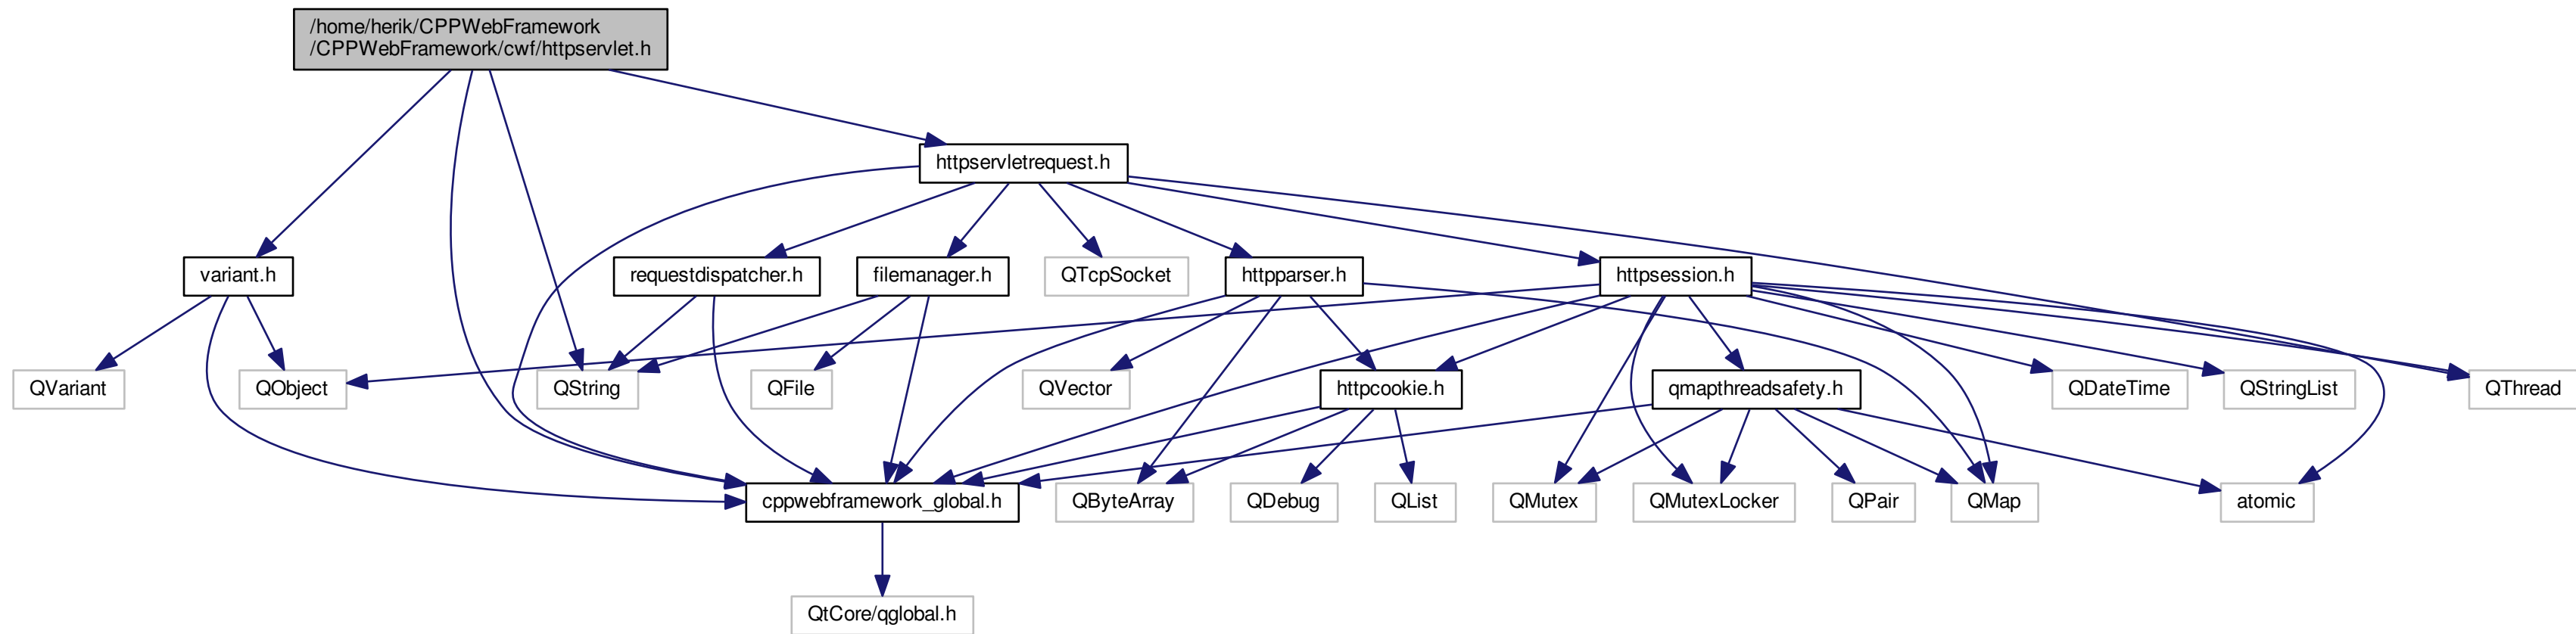 /home/herik/CPPWebFramework
/CPPWebFramework/cwf/httpservlet.h
httpservletrequest.h
variant.h
requestdispatcher.h
filemanager.h
QTcpSocket
httpparser.h
httpsession.h
QVariant
QObject
QString
QFile
QVector
httpcookie.h
qmapthreadsafety.h
QDateTime
QStringList
QThread
cppwebframework_global.h
QByteArray
QDebug
QList
QMutex
QMutexLocker
QPair
QMap
atomic
QtCore/qglobal.h